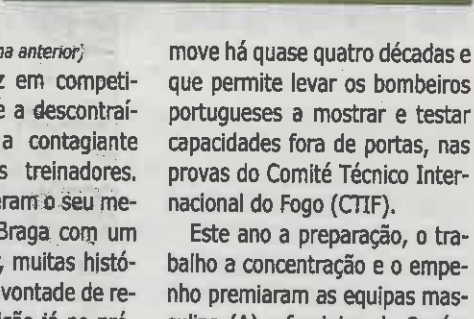 na anterior)
z em competi-
e a descontraí-
a contagiante
s treinadores.
eram o seu me-
Braga com um
, muitas histó-
vontade de re-
move há quase quatro décadas e
que permite levar os bombeiros
portugueses a mostrar e testar
capacidades fora de portas, nas
provas do Comité Técnico Inter-
nacional do Fogo (CTIF).
Este ano a preparação, o tra-
balho a concentração e o empe-
nho premiaram as equipas mas-